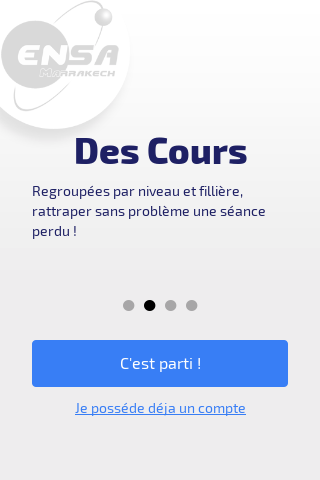 ENSA
Marrakech
Des Cours
Regroupées par niveau et fillière,
rattraper sans problème une séance
perdu !
C'est parti !
Je posséde déja un compte